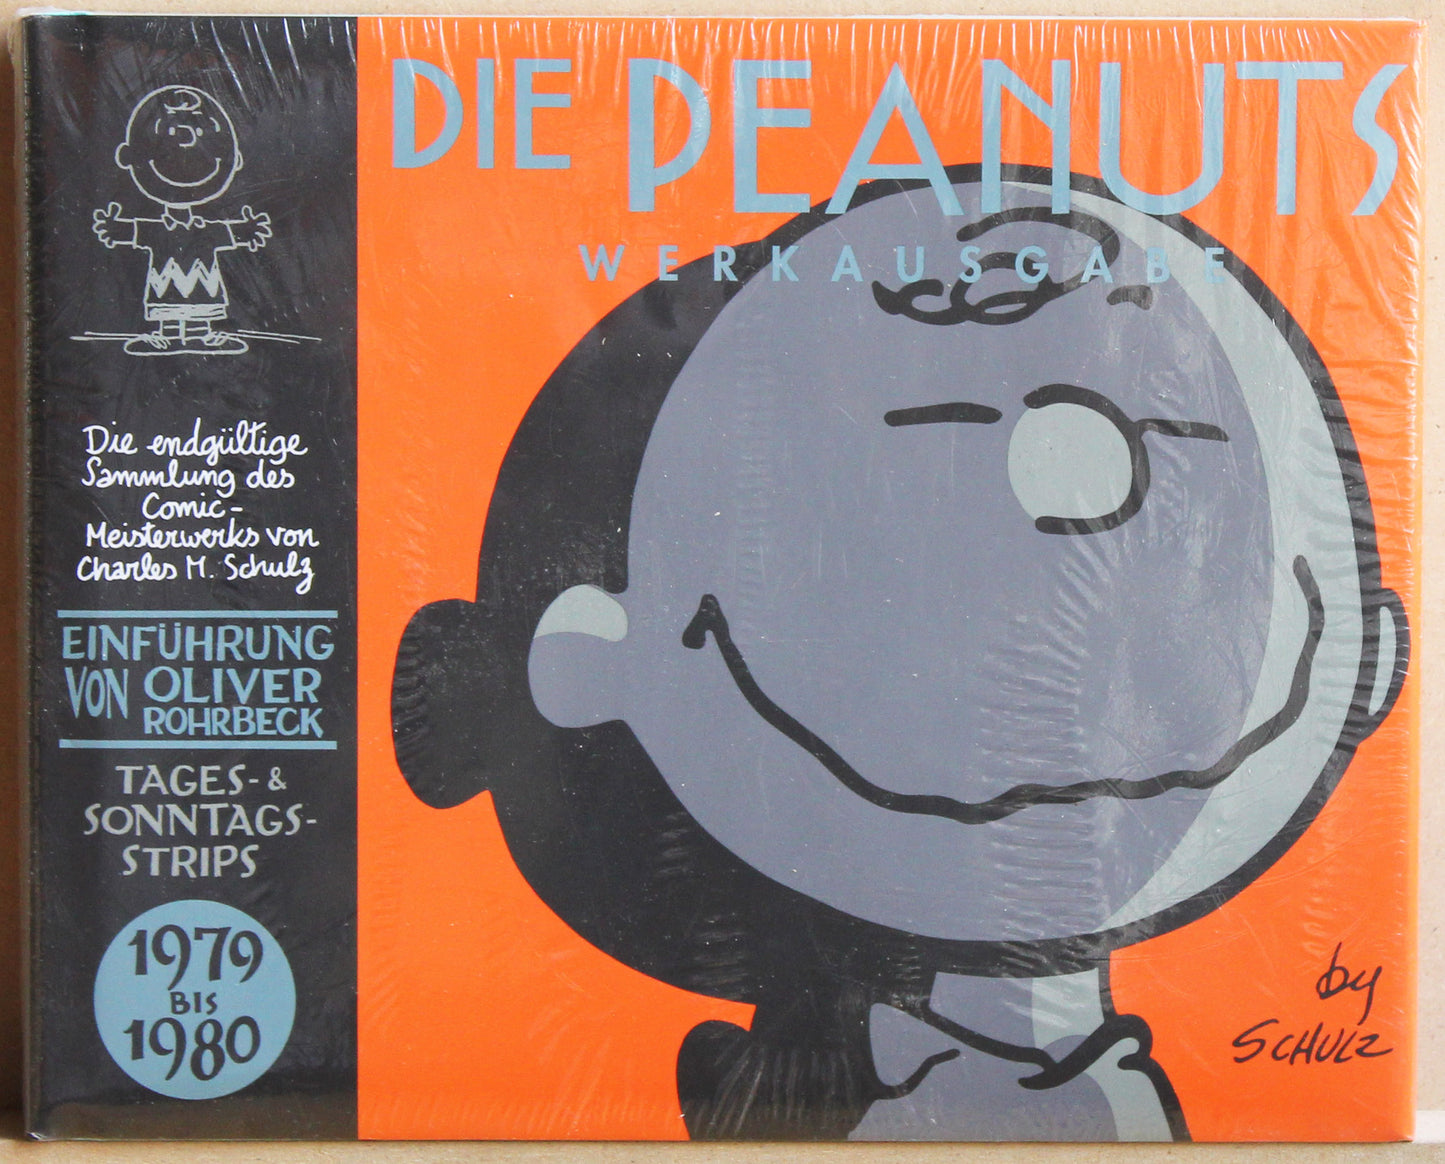 DIE PEANUTS
WERKAUSGABE
Die endgültige
Sammlung des
Comic-
Meisterwerks von
Charles M. Schulz
EINFÜHRUNG
VON OLIVER
ROHRBECK
TAGES- &
SONNTAGS-
STRIPS
1979
BIS
1980
by
SCHULZ